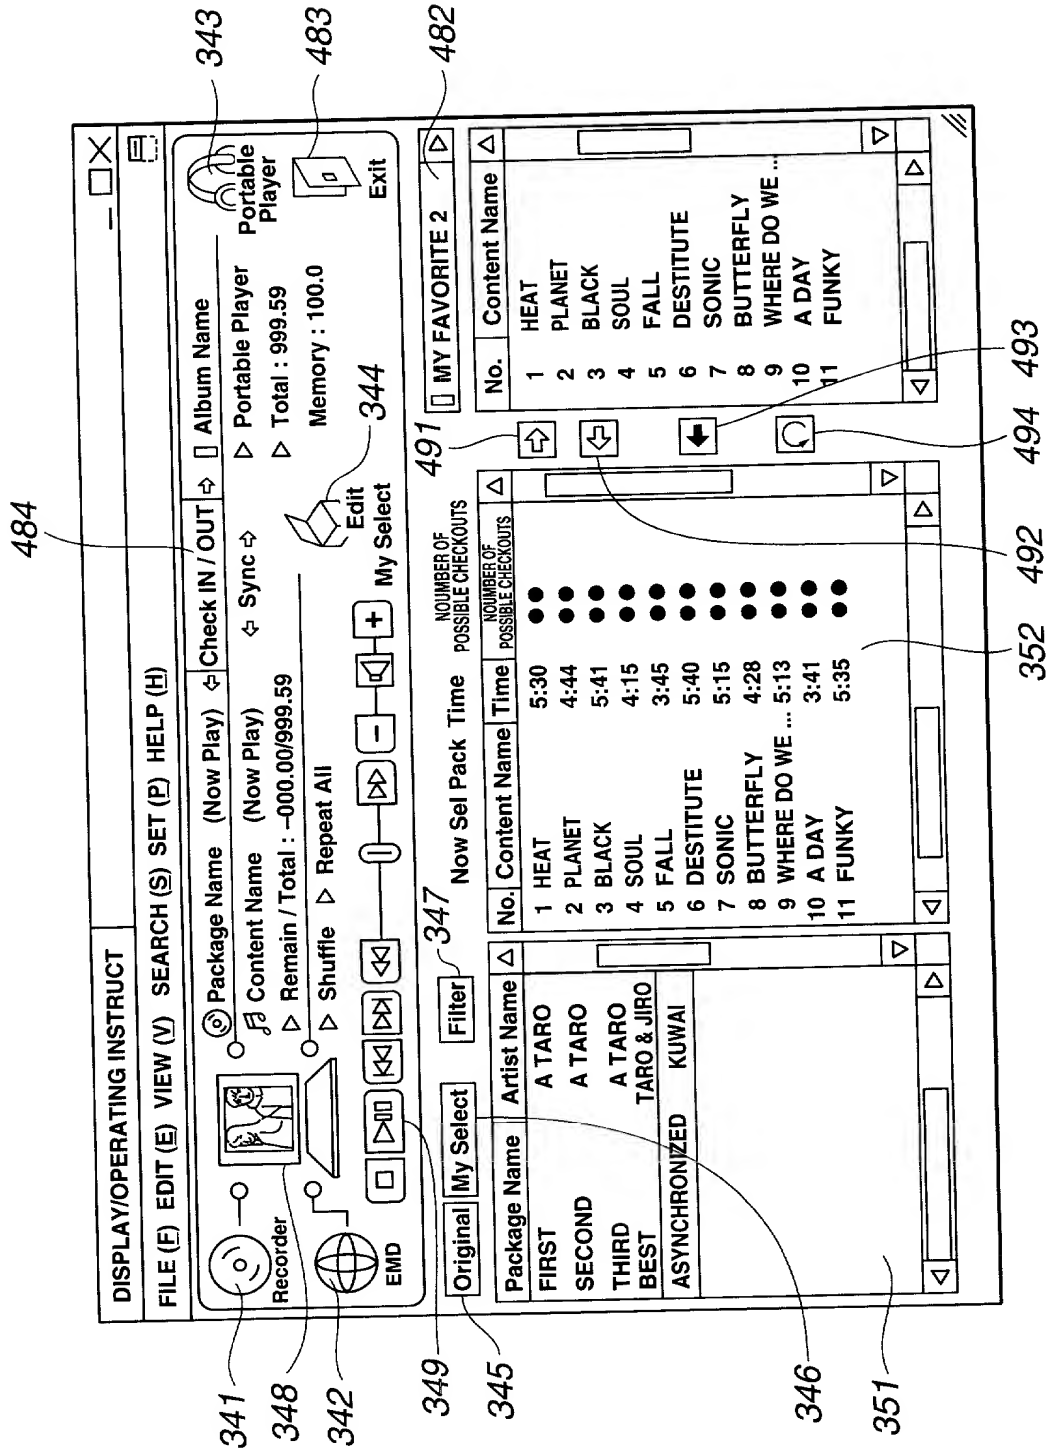 484
343
483
482
DISPLAY/OPERATING INSTRUCT
FILE (F) EDIT (E) VIEW (V) SEARCH (S) SET (P) HELP (H)
Package Name (Now Play)
Check IN / OUT
Album Name
Content Name (Now Play)
Sync
Portable Player
Remain / Total : –000.00/999.59
Total : 999.59
Shuffle
Repeat All
Memory : 100.0
Portable
Player
Exit
Recorder
EMD
Edit
My Select
344
341
348
342
349
345
347
491
Original
My Select
Filter
Now Sel Pack Time
NOUMBER OF
POSSIBLE CHECKOUTS
MY FAVORITE 2
Package Name Artist Name
FIRST A TARO
SECOND A TARO
THIRD A TARO
BEST TARO & JIRO
ASYNCHRONIZED KUWAI
No. Content Name Time NOUMBER OF
POSSIBLE CHECKOUTS
1 HEAT 5:30
2 PLANET 4:44
3 BLACK 5:41
4 SOUL 4:15
5 FALL 3:45
6 DESTITUTE 5:40
7 SONIC 5:15
8 BUTTERFLY 4:28
9 WHERE DO WE ... 5:13
10 A DAY 3:41
11 FUNKY 5:35
No. Content Name
1 HEAT
2 PLANET
3 BLACK
4 SOUL
5 FALL
6 DESTITUTE
7 SONIC
8 BUTTERFLY
9 WHERE DO WE ...
10 A DAY
11 FUNKY
346
351
352
492
494
493